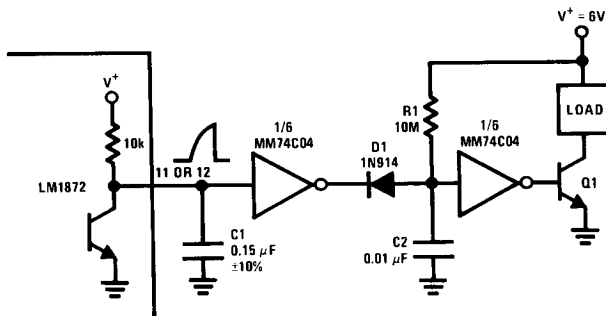 V+ = 6V
V+
10k
LM1872
11 OR 12
C1
0.15 μF
±10%
1/6
MM74C04
D1
1N914
R1
10M
C2
0.01 μF
1/6
MM74C04
LOAD
Q1